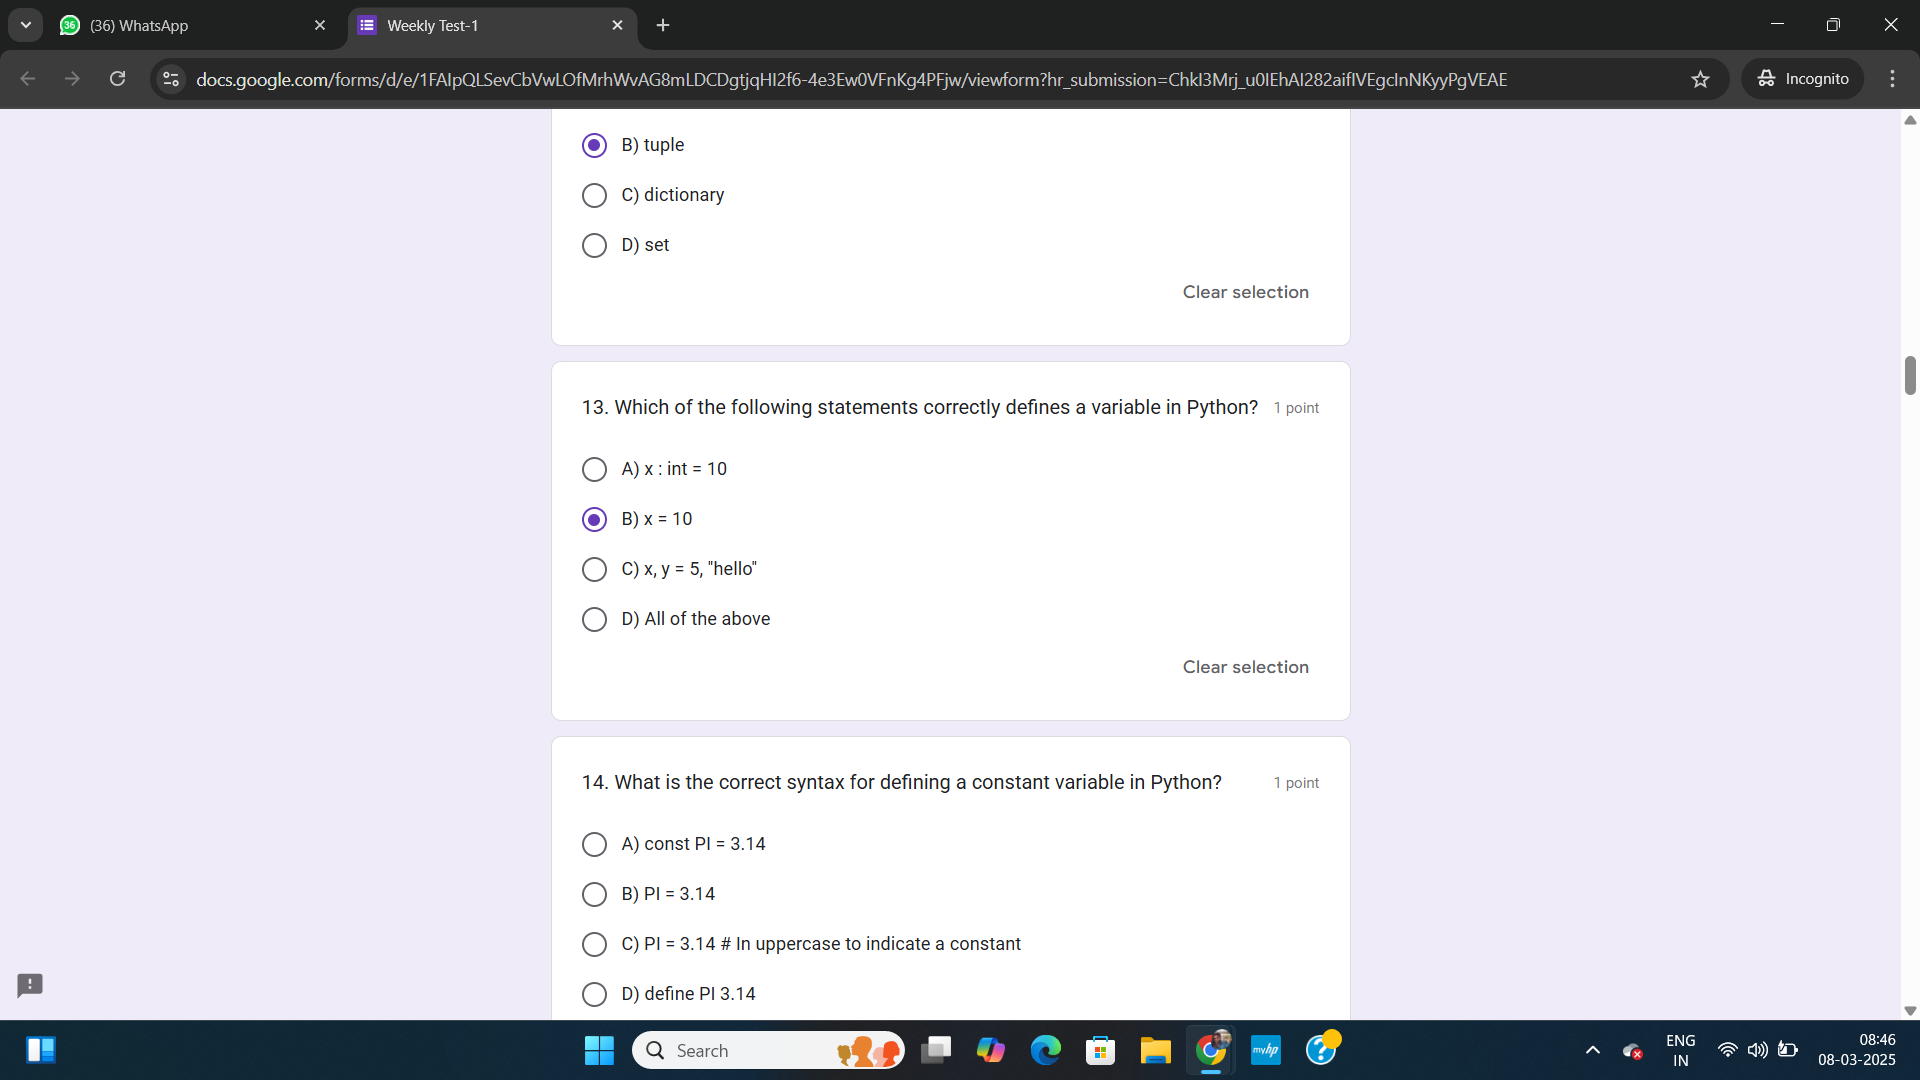 36
(36) WhatsApp
Weekly Test-1
docs.google.com/forms/d/e/1FAIpQLSevCbVwLOfMrhWvAG8mLDCDgtjqHI2f6-4e3Ew0VFnKg4PFjw/viewform?hr_submission=ChkI3Mrj_u0IEhAI282aifIVEgcInNKyyPgVEAE
Incognito
B) tuple
C) dictionary
D) set
Clear selection
13. Which of the following statements correctly defines a variable in Python?
1 point
A) x : int = 10
B) x = 10
C) x, y = 5, "hello"
D) All of the above
Clear selection
14. What is the correct syntax for defining a constant variable in Python?
1 point
A) const PI = 3.14
B) PI = 3.14
C) PI = 3.14 # In uppercase to indicate a constant
D) define PI 3.14
Search
myhp
ENG
IN
08:46
08-03-2025